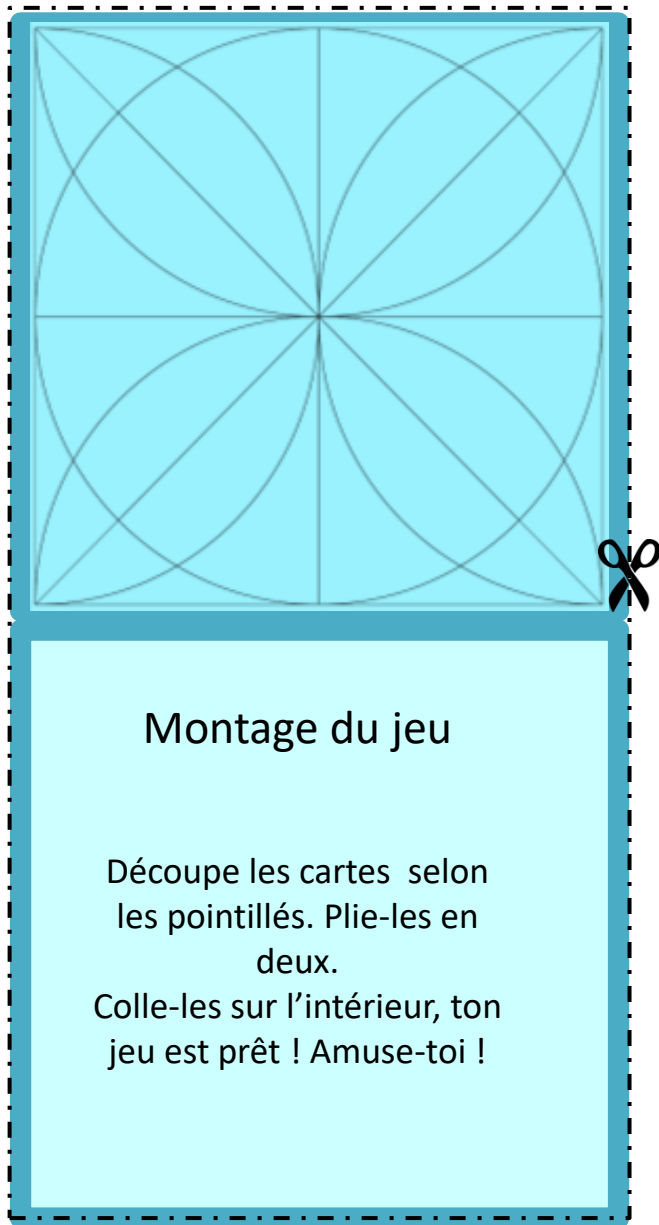 Montage du jeu
Découpe les cartes  selon
les pointillés. Plie-les en
deux.
Colle-les sur l’intérieur, ton
jeu est prêt ! Amuse-toi !